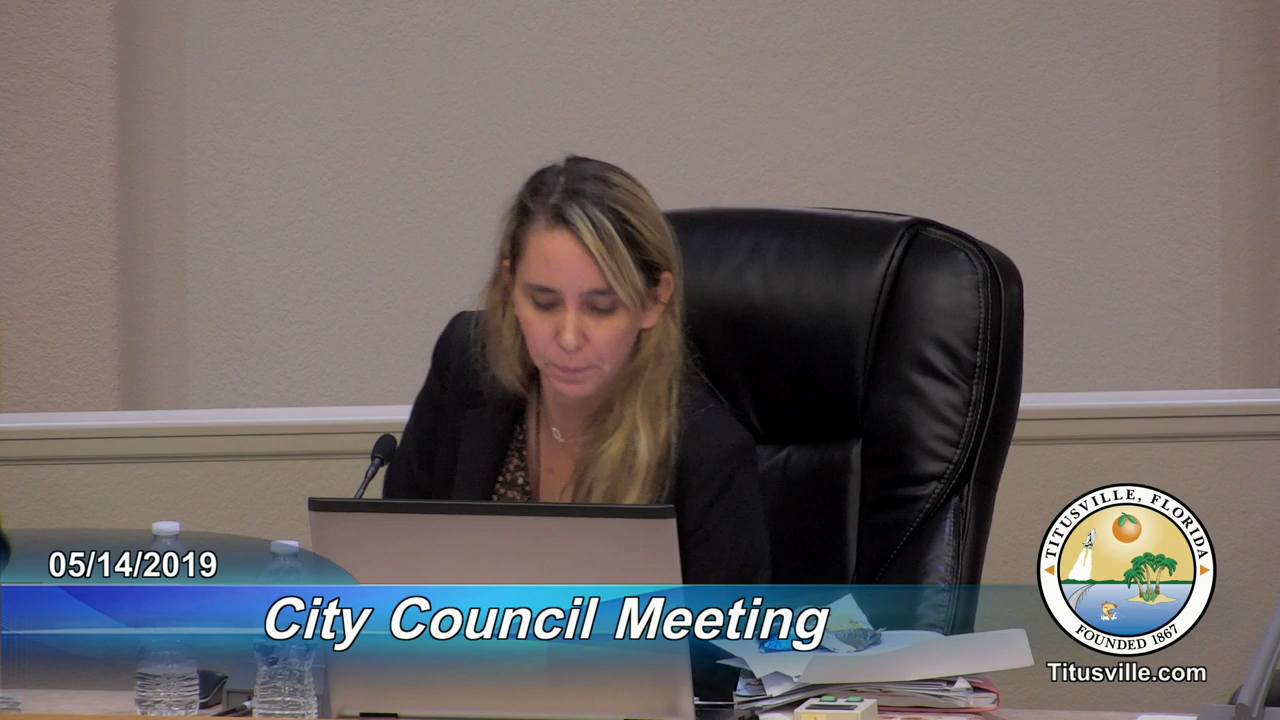 05/14/2019
City Council Meeting
TITUSVILLE, FLORIDA
FOUNDED 1867
Titusville.com